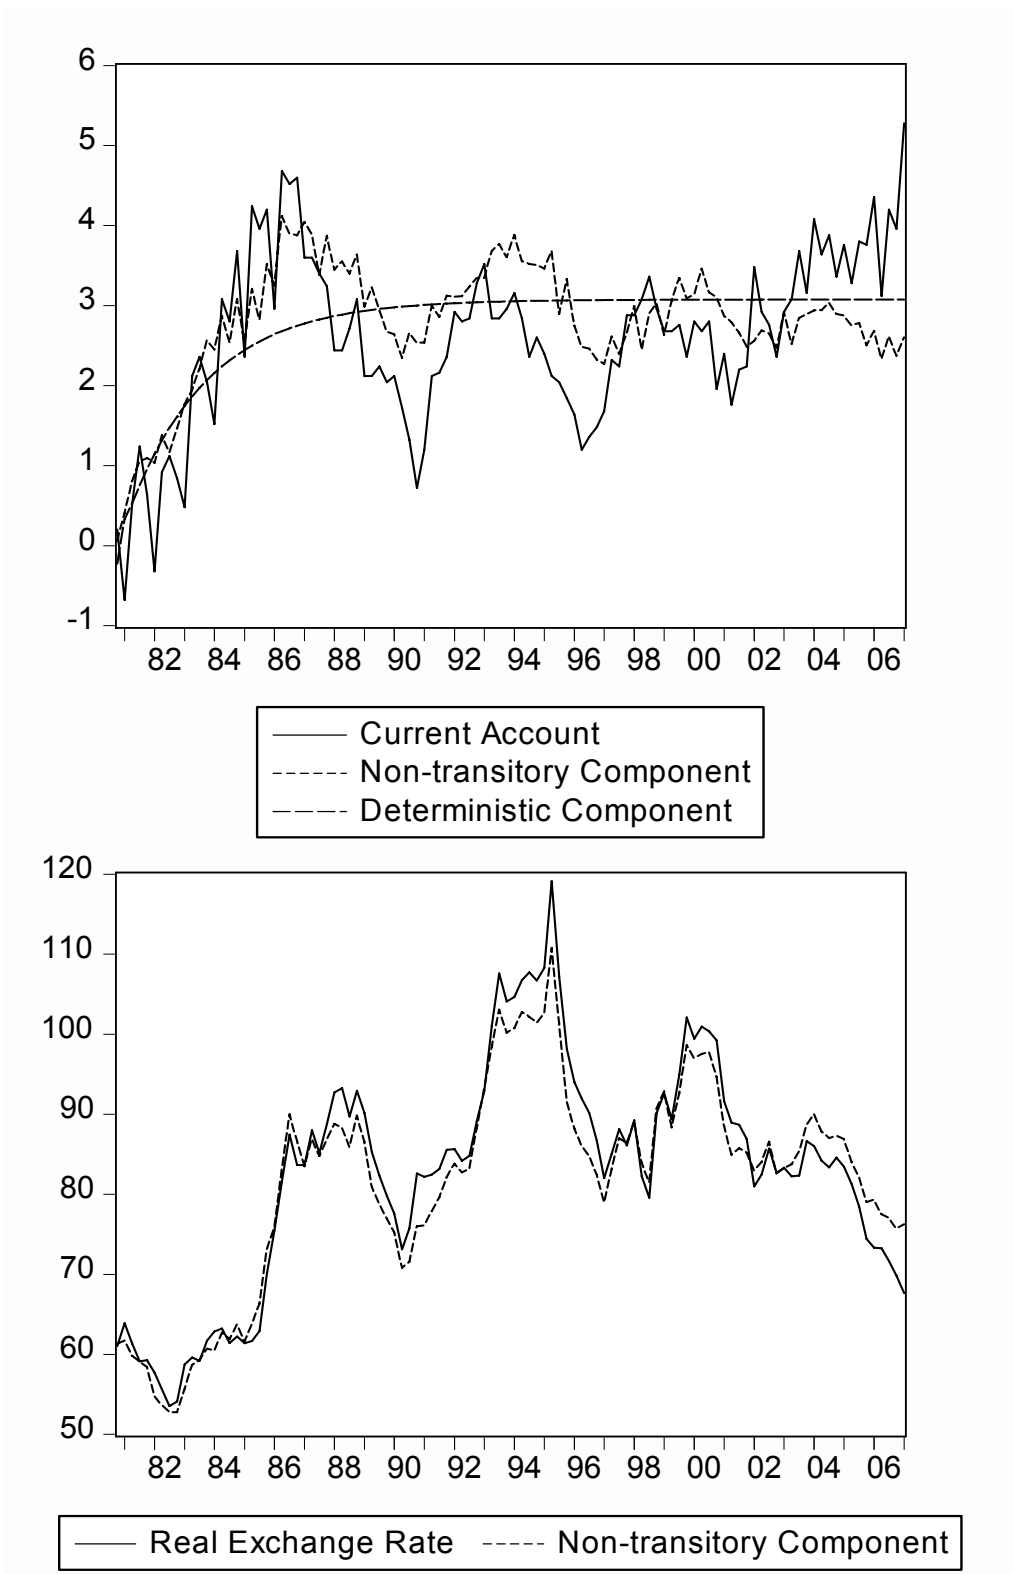 6
5
4
3
2
1
0
-1
82 84 86 88 90 92 94 96 98 00 02 04 06
Current Account
Non-transitory Component
Deterministic Component
120
110
100
90
80
70
60
50
82 84 86 88 90 92 94 96 98 00 02 04 06
Real Exchange Rate Non-transitory Component